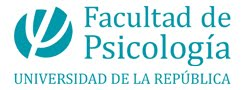 Facultad de
Psicología
UNIVERSIDAD DE LA REPÚBLICA